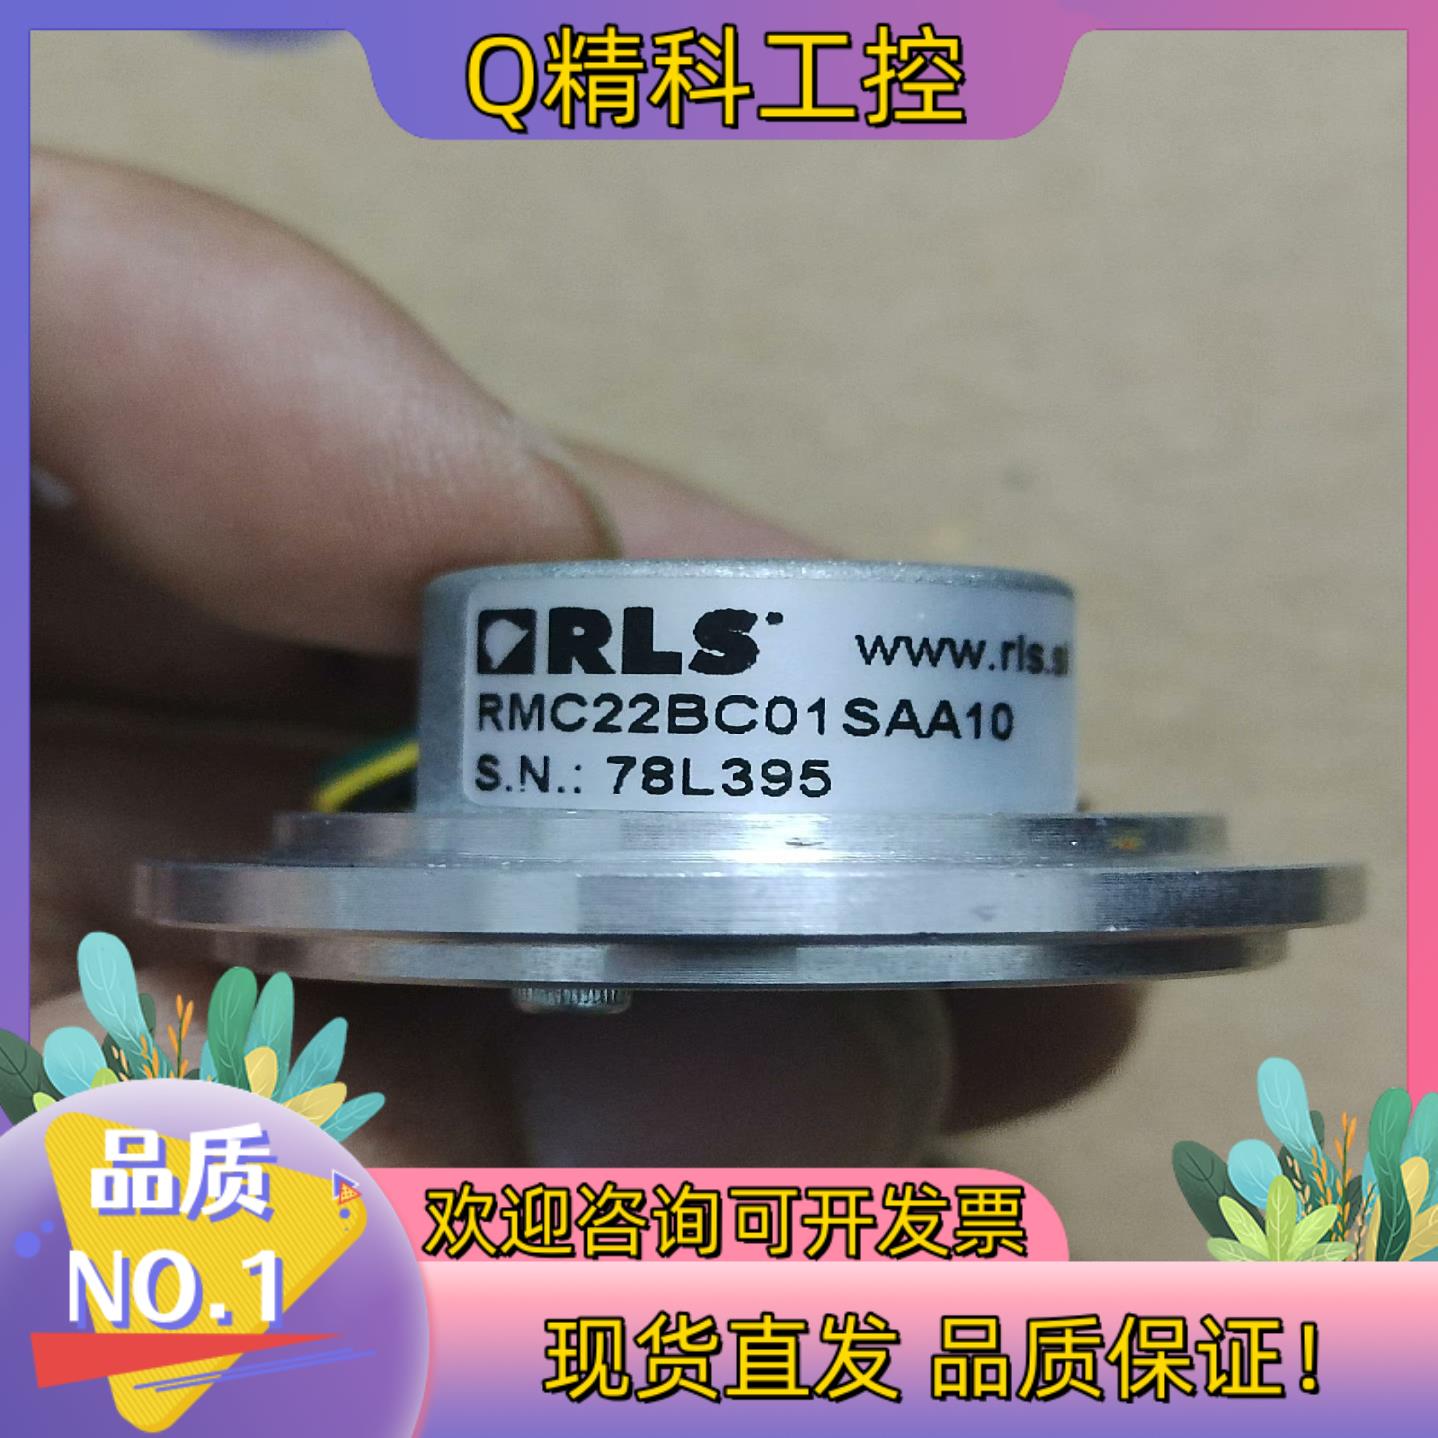 Q精科工控
RLS
www.rls.si
RMC22BC01SAA10
S.N.: 78L395
品质
NO.1
欢迎咨询可开发票
现货直发 品质保证!